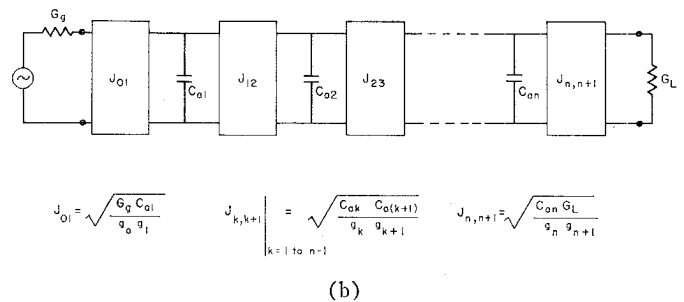 G_g
J_01 C_a1 J_12 C_a2 J_23 C_an J_n,n+1 G_L
J_01 = √(G_g C_a1 / g_o g_1)
J_k,k+1 |k=1 to n-1 = √(C_ak C_a(k+1) / g_k g_k+1)
J_n,n+1 = √(C_an G_L / g_n g_n+1)
(b)